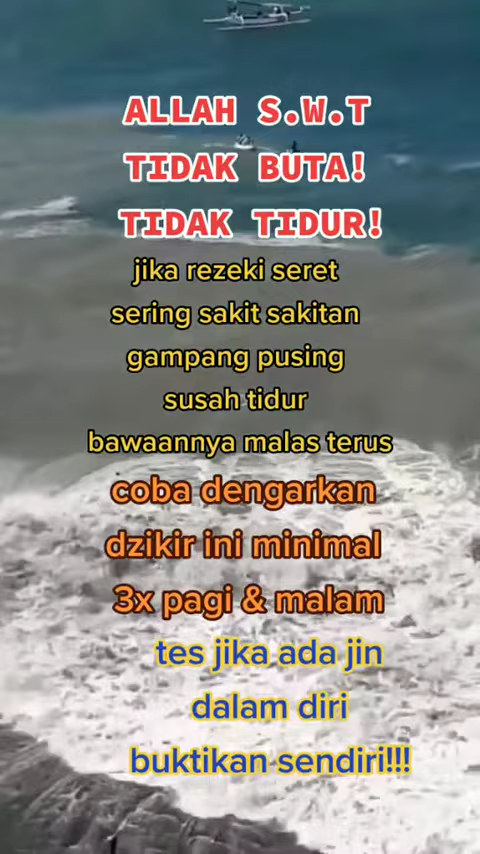 ALLAH S.W.T
TIDAK BUTA!
TIDAK TIDUR!
jika rezeki seret
sering sakit sakitan
gampang pusing
susah tidur
bawaannya malas terus
coba dengarkan
dzikir ini minimal
3x pagi & malam
tes jika ada jin
dalam diri
buktikan sendiri!!!